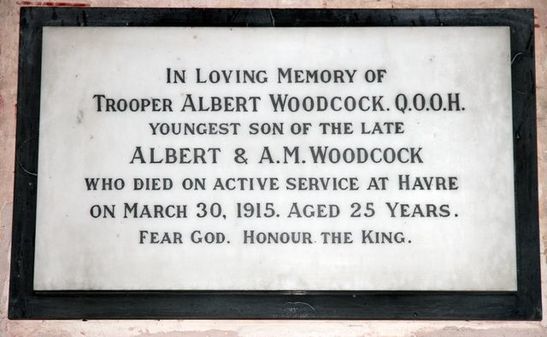 IN LOVING MEMORY OF
TROOPER ALBERT WOODCOCK. Q.O.O.H.
YOUNGEST SON OF THE LATE
ALBERT & A.M. WOODCOCK
WHO DIED ON ACTIVE SERVICE AT HAVRE
ON MARCH 30, 1915. AGED 25 YEARS.
FEAR GOD. HONOUR THE KING.